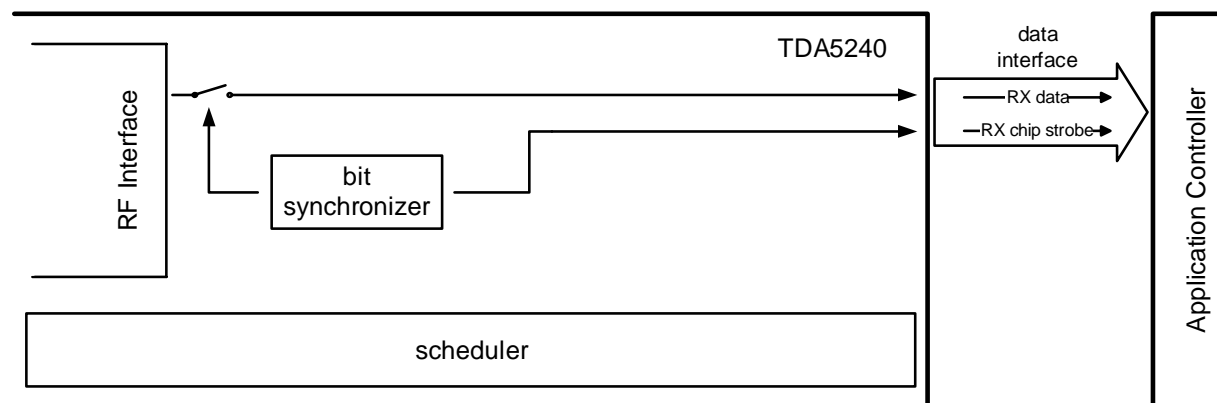 TDA5240
data
interface
RX data
RX chip strobe
RF Interface
bit
synchronizer
scheduler
Application Controller